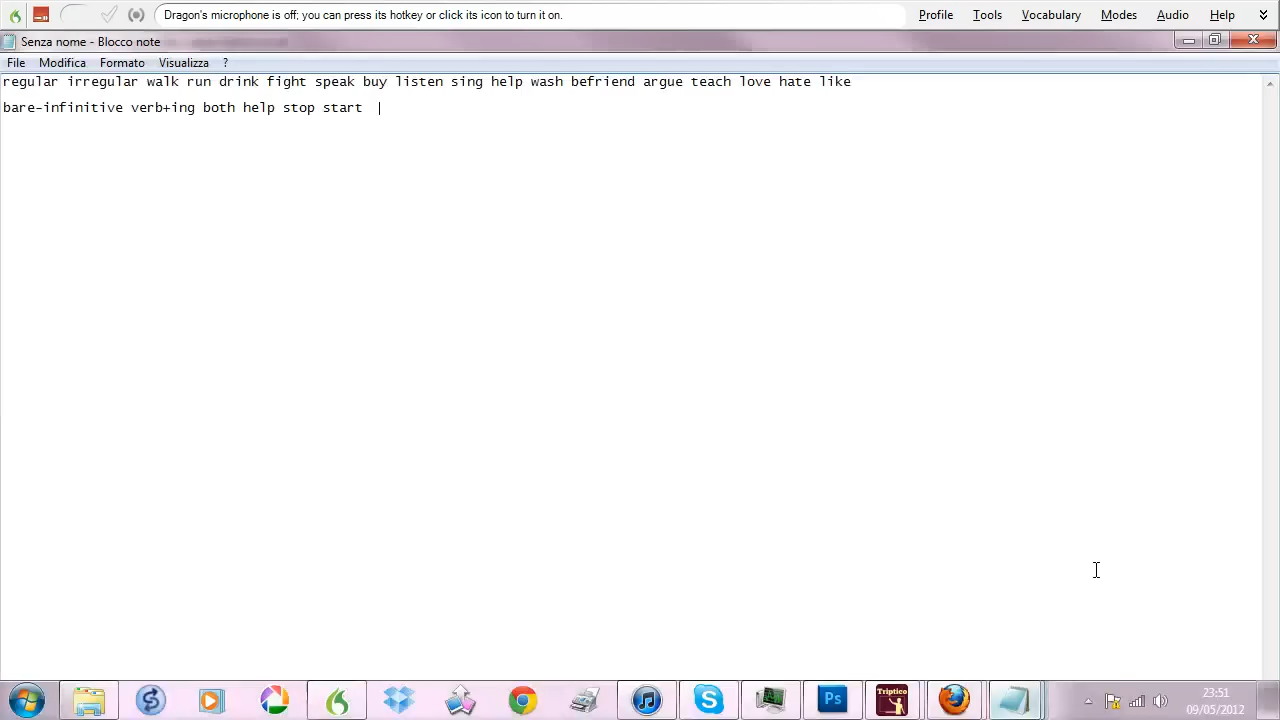 Dragon's microphone is off; you can press its hotkey or click its icon to turn it on. Profile Tools Vocabulary Modes Audio Help
Senza nome - Blocco note
File Modifica Formato Visualizza ?
regular irregular walk run drink fight speak buy listen sing help wash befriend argue teach love hate like
bare-infinitive verb+ing both help stop start
Ps
Triptico
23:51
09/05/2012